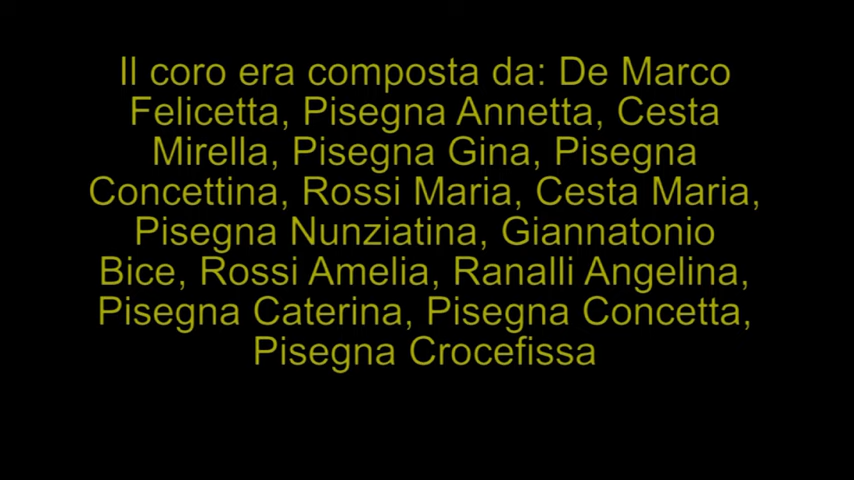 Il coro era composta da: De Marco
Felicetta, Pisegna Annetta, Cesta
Mirella, Pisegna Gina, Pisegna
Concettina, Rossi Maria, Cesta Maria,
Pisegna Nunziatina, Giannatonio
Bice, Rossi Amelia, Ranalli Angelina,
Pisegna Caterina, Pisegna Concetta,
Pisegna Crocefissa